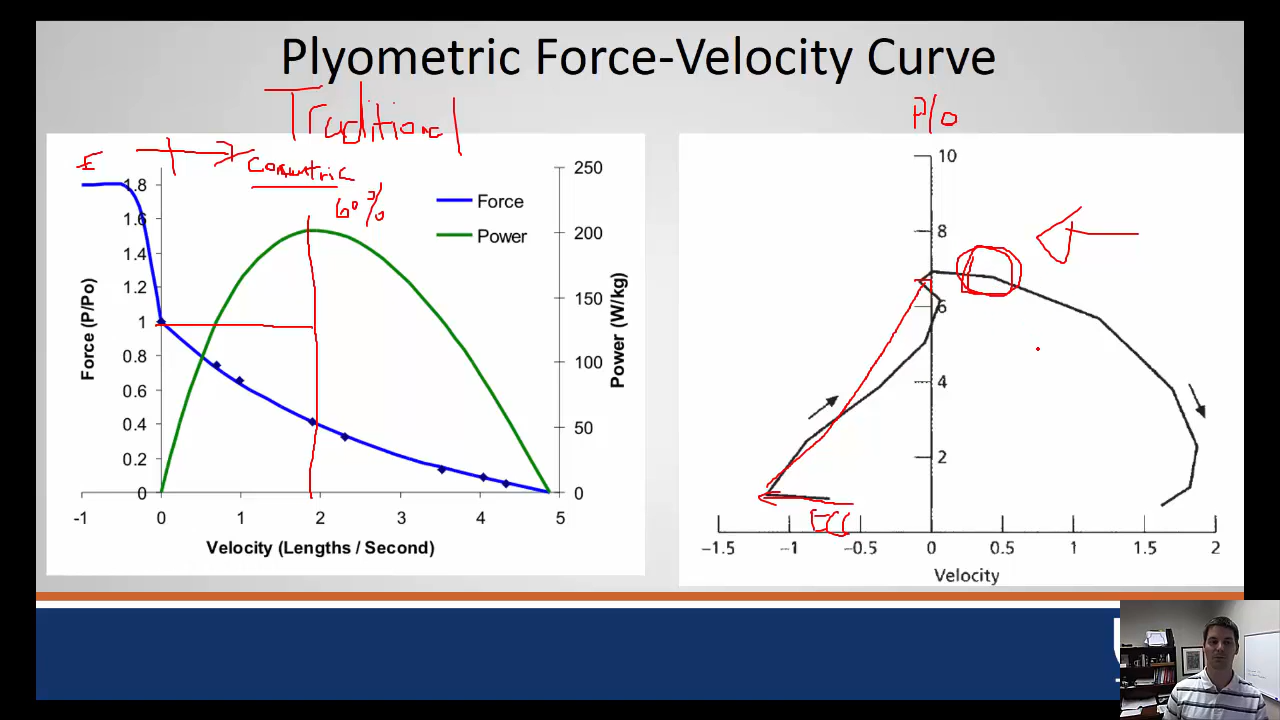 Plyometric Force-Velocity Curve
Traditional
P/o
E
Concentric
60%
1.8
1.6
1.4
1.2
1
0.8
0.6
0.4
0.2
0
Force (P/Po)
250
200
150
100
50
0
Power (W/kg)
Force
Power
-1 0 1 2 3 4 5
Velocity (Lengths / Second)
10
8
6
4
2
ECC
-1.5 -1 -0.5 0 0.5 1 1.5 2
Velocity